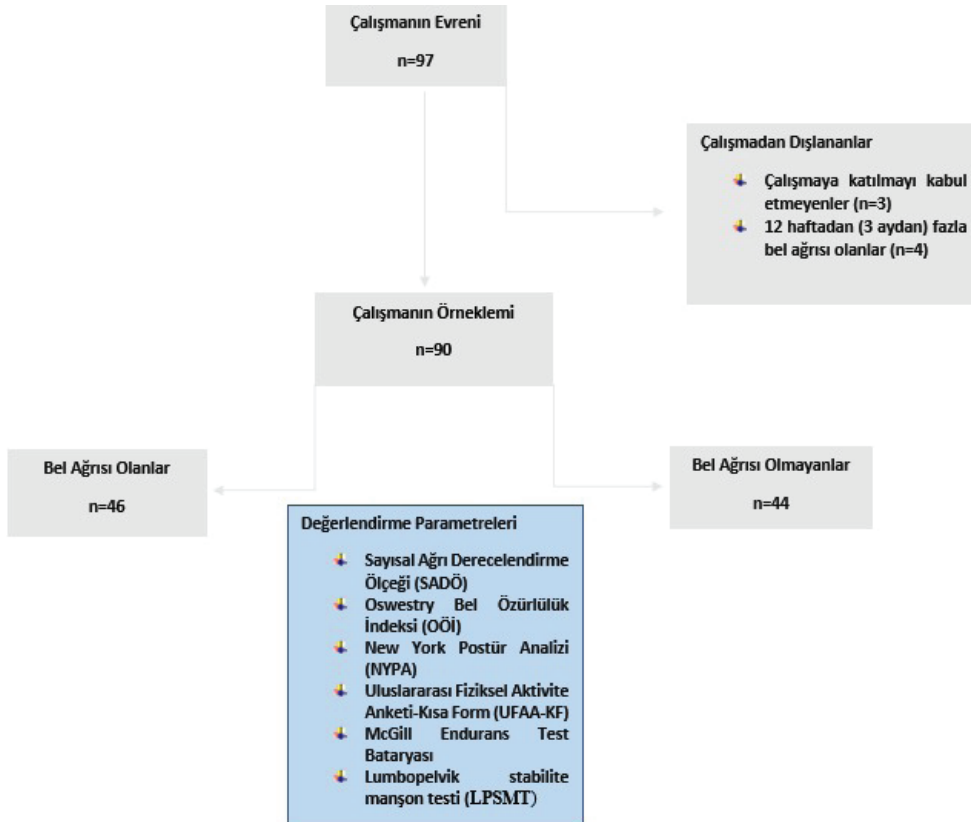 Çalışmanın Evreni
n=97
Çalışmadan Dışlananlar
Çalışmaya katılmayı kabul
etmeyenler (n=3)
12 haftadan (3 aydan) fazla
bel ağrısı olanlar (n=4)
Çalışmanın Örneklemi
n=90
Bel Ağrısı Olanlar
n=46
Bel Ağrısı Olmayanlar
n=44
Değerlendirme Parametreleri
Sayısal Ağrı Derecelendirme
Ölçeği (SADÖ)
Oswestry Bel Özürlülük
İndeksi (OÖİ)
New York Postür Analizi
(NYPA)
Uluslararası Fiziksel Aktivite
Anketi-Kısa Form (UFAA-KF)
McGill Endurans Test
Bataryası
Lumbopelvik stabilite
manşon testi (LPSMT)